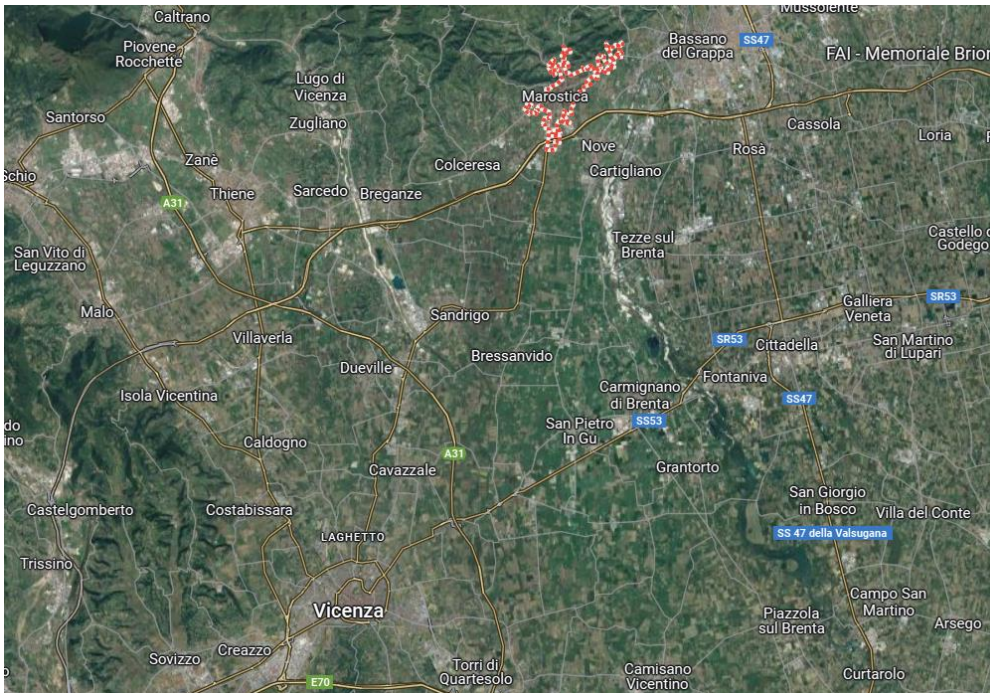 Caltrano
Mussolente
Piovene
Rocchette
Bassano
del Grappa
SS47
FAI - Memoriale Brion
Lugo di
Vicenza
Marostica
Santorso
Zugliano
Cassola
Loria
Nove
Rosà
Zanè
Colceresa
Cartigliano
Schio
Thiene
Sarcedo
Breganze
A31
Tezze sul
Brenta
Castello d
Godego
San Vito di
Leguzzano
Malo
Sandrigo
Galliera
Veneta
SR53
Villaverla
SR53
Cittadella
San Martino
di Lupari
Bressanvido
Dueville
Fontaniva
Isola Vicentina
Carmignano
di Brenta
SS47
SS53
San Pietro
In Gu
do
ino
Caldogno
A31
Cavazzale
Grantorto
San Giorgio
in Bosco
Castelgomberto
Costabissara
Villa del Conte
LAGHETTO
SS 47 della Valsugana
Trissino
Vicenza
Campo San
Martino
Piazzola
sul Brenta
Arsego
Creazzo
Sovizzo
Torri di
Quartesolo
Camisano
Vicentino
Curtarolo
E70